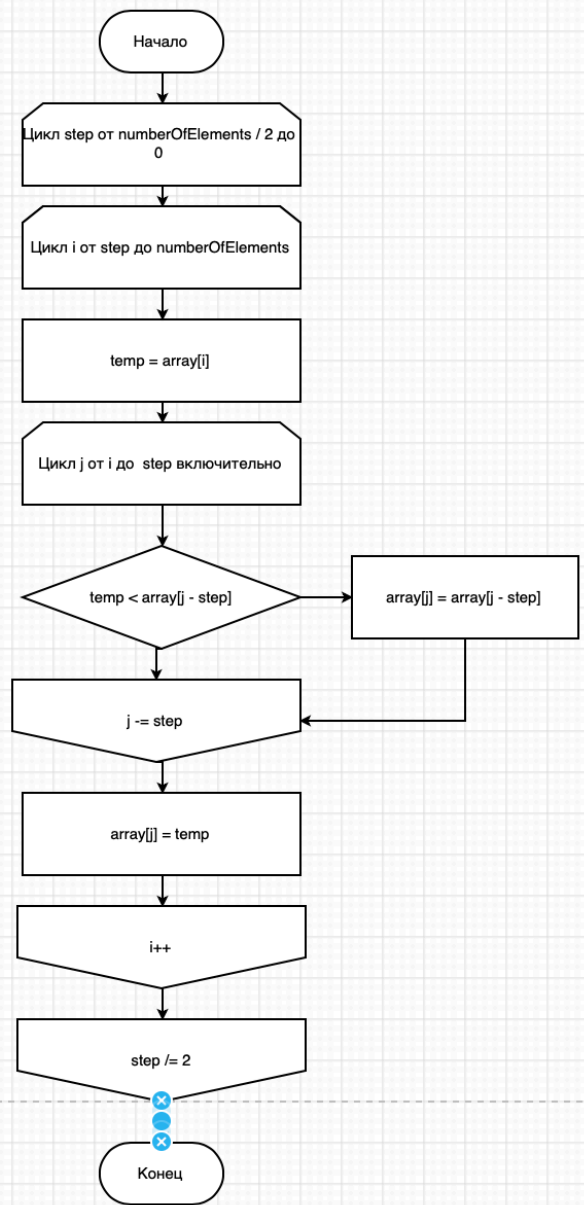 Начало
Цикл step от numberOfElements / 2 до
0
Цикл i от step до numberOfElements
temp = array[i]
Цикл j от i до  step включительно
temp < array[j - step]
array[j] = array[j - step]
j -= step
array[j] = temp
i++
step /= 2
Конец